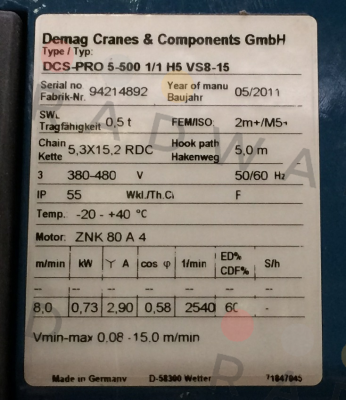 Demag Cranes & Components GmbH
Type / Typ:
DCS-PRO 5-500 1/1 H5 VS8-15
Serial no Year of manu
Fabrik-Nr. 94214892 Baujahr 05/2011
SWL
Tragfähigkeit 0,5 t FEM/ISO: 2m+/M5+
Chain Hook path
Kette 5,3X15,2 RDC Hakenweg 5,0 m
3 380-480 V 50/60 Hz
IP 55 Wkl./Th.Cl F
Temp. -20 - +40 °C
Motor: ZNK 80 A 4
m/min kW A cos φ 1/min ED% CDF% S/h
-- -- -- -- -- -- --
8,0 0,73 2,90 0,58 2540 60 -
Vmin-max 0.08 -15.0 m/min
Made in Germany D-58300 Wetter 71847045